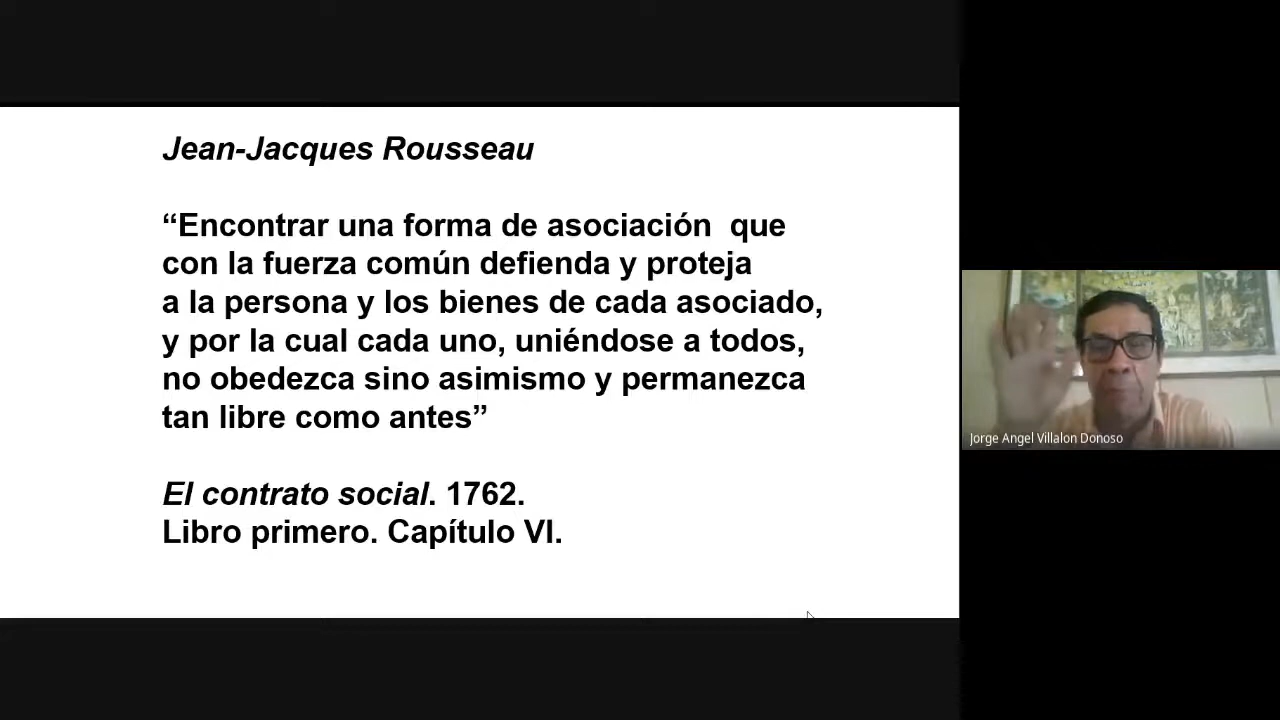 Jean-Jacques Rousseau
“Encontrar una forma de asociación  que
con la fuerza común defienda y proteja
a la persona y los bienes de cada asociado,
y por la cual cada uno, uniéndose a todos,
no obedezca sino asimismo y permanezca
tan libre como antes”
El contrato social. 1762.
Libro primero. Capítulo VI.
Jorge Angel Villalon Donoso